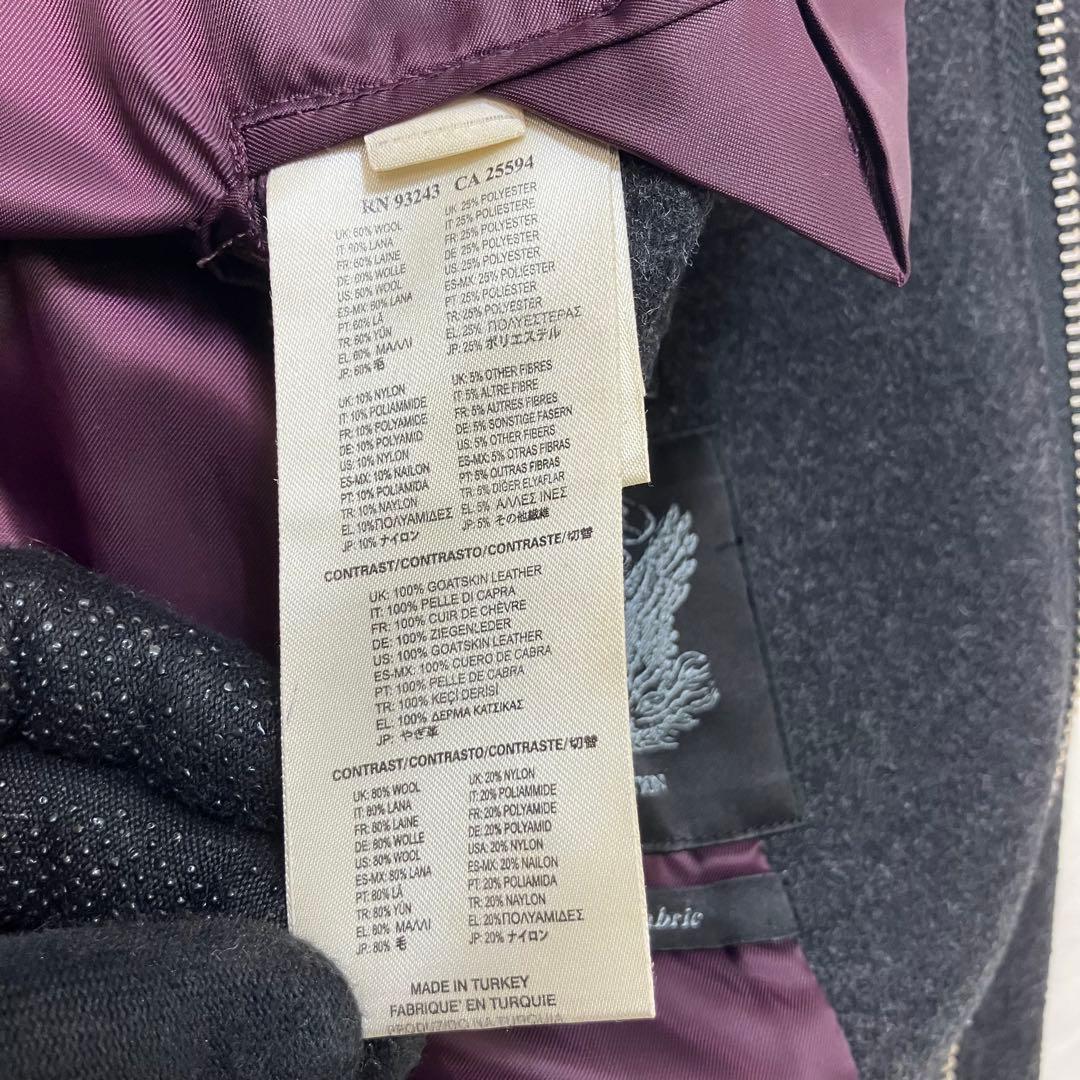 RN 93243 CA 25594
UK: 60% WOOL
IT: 60% LANA
FR: 60% LAINE
DE: 60% WOLLE
US: 60% WOOL
ES-MX: 60% LANA
PT: 60% LÃ
TR: 60% YÜN
EL: 60% ΜΑΛΛΙ
JP: 60% 毛
UK: 25% POLYESTER
IT: 25% POLIESTERE
FR: 25% POLYESTER
DE: 25% POLYESTER
US: 25% POLYESTER
ES-MX: 25% POLIESTER
PT: 25% POLIÉSTER
TR: 25% POLYESTER
EL: 25% ΠΟΛΥΕΣΤΕΡΑΣ
JP: 25% ポリエステル
UK: 10% NYLON
IT: 10% POLIAMMIDE
FR: 10% POLYAMIDE
DE: 10% POLYAMID
US: 10% NYLON
ES-MX: 10% NAILON
PT: 10% POLIAMIDA
TR: 10% NAYLON
EL: 10%ΠΟΛΥΑΜΙΔΕΣ
JP: 10% ナイロン
UK: 5% OTHER FIBRES
IT: 5% ALTRE FIBRE
FR: 5% AUTRES FIBRES
DE: 5% SONSTIGE FASERN
US: 5% OTHER FIBERS
ES-MX: 5% OTRAS FIBRAS
PT: 5% OUTRAS FIBRAS
TR: 5% DİĞER ELYAFLAR
EL: 5% ΑΛΛΕΣ ΙΝΕΣ
JP: 5% その他繊維
CONTRAST/CONTRASTO/CONTRASTE/切替
UK: 100% GOATSKIN LEATHER
IT: 100% PELLE DI CAPRA
FR: 100% CUIR DE CHÈVRE
DE: 100% ZIEGENLEDER
US: 100% GOATSKIN LEATHER
ES-MX: 100% CUERO DE CABRA
PT: 100% PELLE DE CABRA
TR: 100% KEÇİ DERİSİ
EL: 100% ΔΕΡΜΑ ΚΑΤΣΙΚΑΣ
JP: やぎ革
CONTRAST/CONTRASTO/CONTRASTE/切替
UK: 80% WOOL
IT: 80% LANA
FR: 80% LAINE
DE: 80% WOLLE
US: 80% WOOL
ES-MX: 80% LANA
PT: 80% LÃ
TR: 80% YÜN
EL: 80% ΜΑΛΛΙ
JP: 80% 毛
UK: 20% NYLON
IT: 20% POLIAMMIDE
FR: 20% POLYAMIDE
DE: 20% POLYAMID
USA: 20% NYLON
ES-MX: 20% NAILON
PT: 20% POLIAMIDA
TR: 20% NAYLON
EL: 20%ΠΟΛΥΑΜΙΔΕΣ
JP: 20% ナイロン
MADE IN TURKEY
FABRIQUE' EN TURQUIE